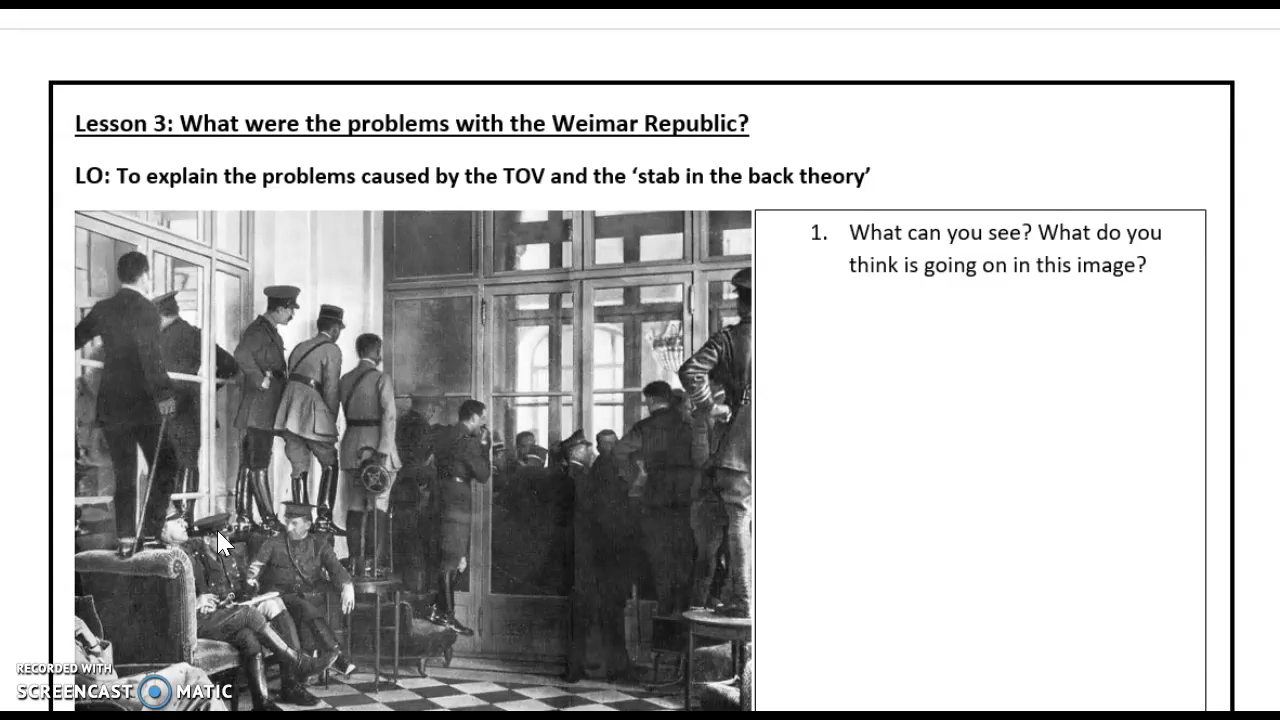 Lesson 3: What were the problems with the Weimar Republic?
LO: To explain the problems caused by the TOV and the ‘stab in the back theory’
1. What can you see? What do you
think is going on in this image?
RECORDED WITH
SCREENCAST MATIC